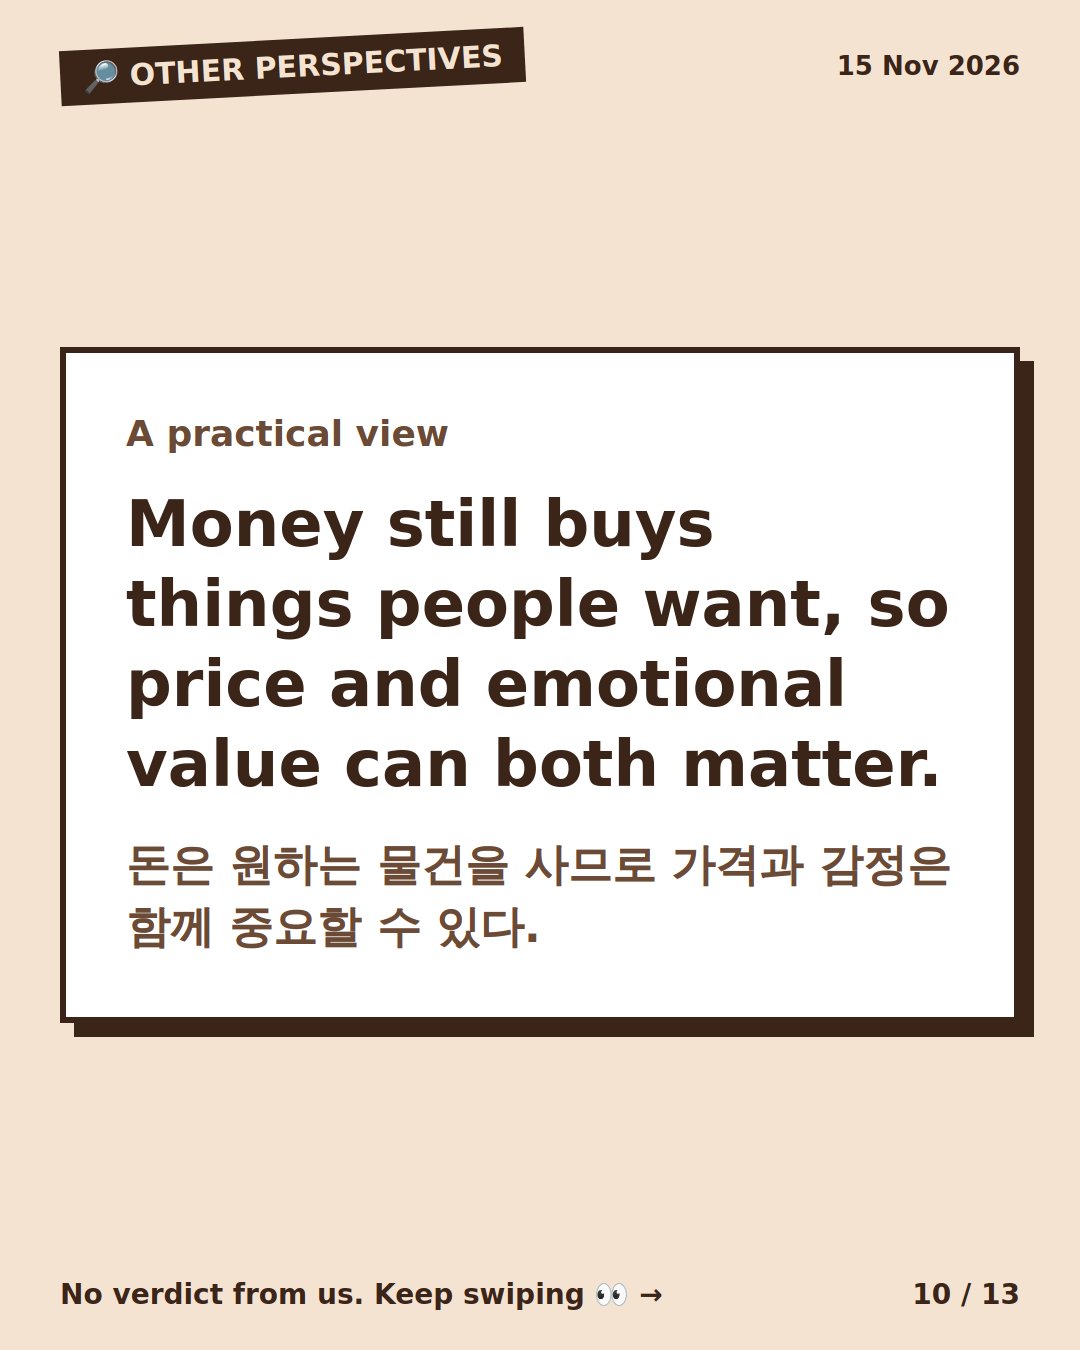 🔎 OTHER PERSPECTIVES
15 Nov 2026
A practical view
Money still buys
things people want, so
price and emotional
value can both matter.
돈은 원하는 물건을 사므로 가격과 감정은
함께 중요할 수 있다.
No verdict from us. Keep swiping 👀 →
10 / 13